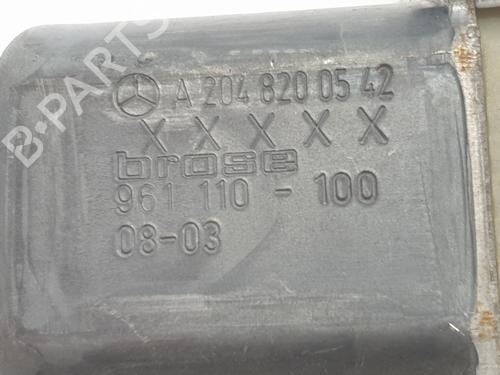 A 204 820 05 42
X X X X X
brose
961 110 - 100
08-03
B-PARTS